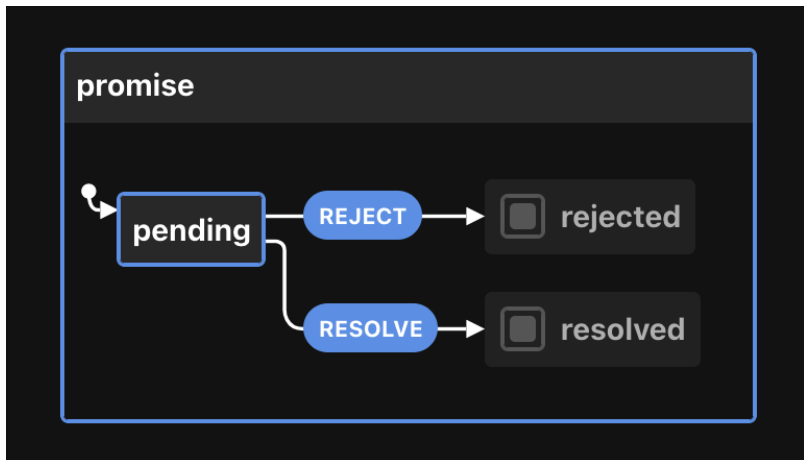 promise
pending
REJECT
rejected
RESOLVE
resolved